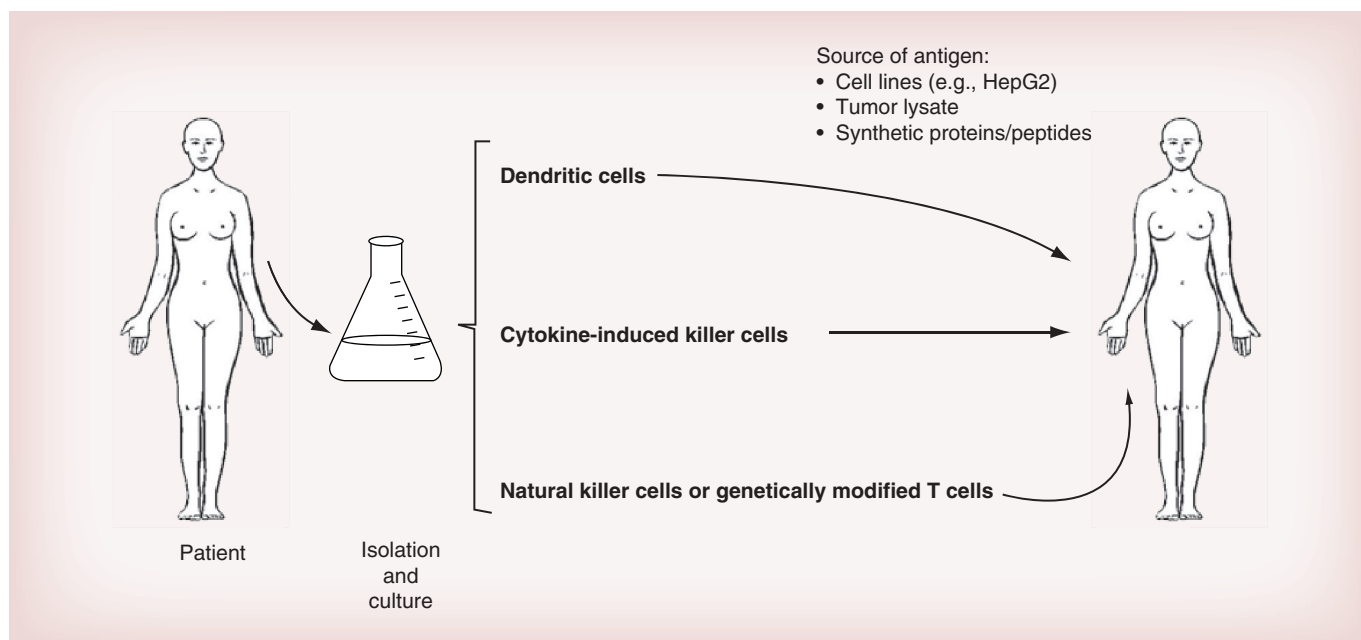 Source of antigen:
• Cell lines (e.g., HepG2)
• Tumor lysate
• Synthetic proteins/peptides
Dendritic cells
Cytokine-induced killer cells
Natural killer cells or genetically modified T cells
Patient
Isolation
and
culture